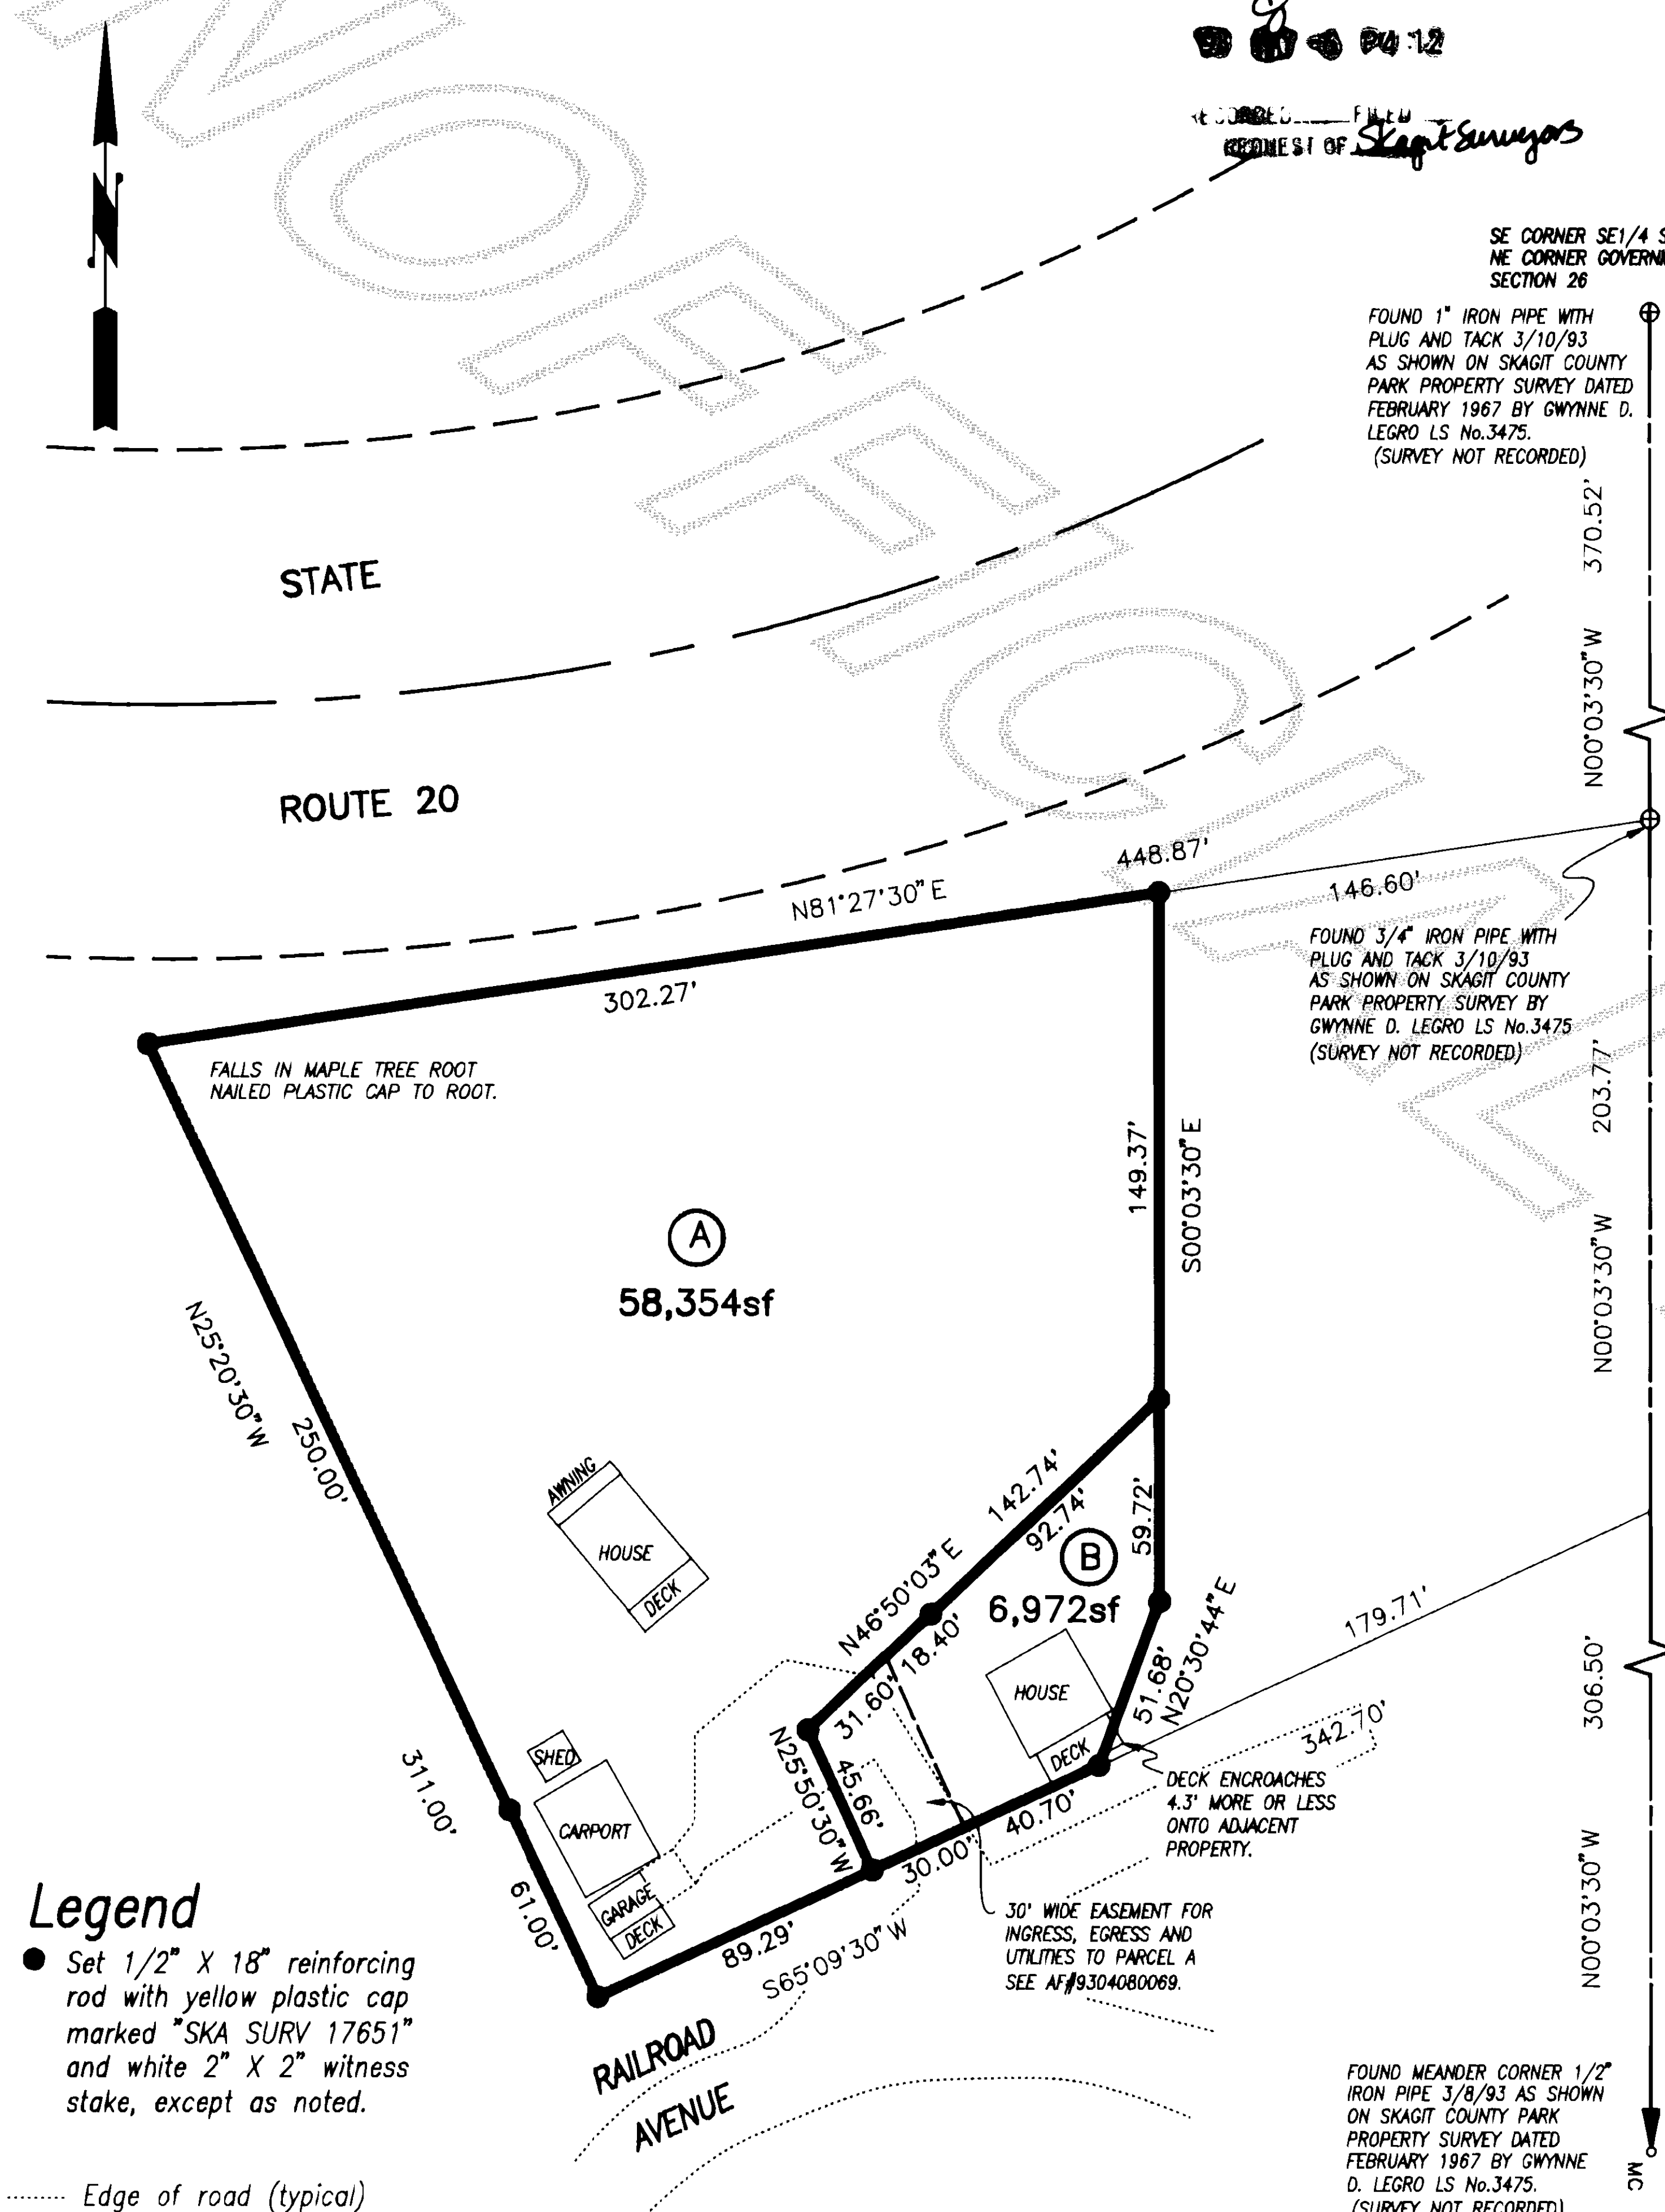 P4:12
REQUEST OF Skagit Surveyors
N
UNOFFICIAL
SE CORNER SE1/4
NE CORNER
SECTION 26
FOUND 1" IRON PIPE WITH
PLUG AND TACK 3/10/93
AS SHOWN ON SKAGIT COUNTY
PARK PROPERTY SURVEY DATED
FEBRUARY 1967 BY GWYNNE D.
LEGRO LS No.3475.
(SURVEY NOT RECORDED)
370.52'
N00°03'30"W
STATE
ROUTE 20
448.87'
N81°27'30"E
146.60'
302.27'
FOUND 3/4" IRON PIPE WITH
PLUG AND TACK 3/10/93
AS SHOWN ON SKAGIT COUNTY
PARK PROPERTY SURVEY BY
GWYNNE D. LEGRO LS No.3475
(SURVEY NOT RECORDED)
203.77'
N00°03'30"W
FALLS IN MAPLE TREE ROOT
NAILED PLASTIC CAP TO ROOT.
149.37'
S00°03'30"E
A
58,354sf
N25°20'30"W
250.00'
AWNING
HOUSE
DECK
142.74'
92.74'
59.72'
N46°50'03"E
B
6,972sf
18.40'
31.60'
HOUSE
DECK
51.68'
N20°30'44"E
179.71'
342.70'
306.50'
N00°03'30"W
SHED
CARPORT
GARAGE
DECK
311.00'
61.00'
N25°50'30"W
45.66'
30.00'
40.70'
89.29'
S65°09'30" W
DECK ENCROACHES
4.3' MORE OR LESS
ONTO ADJACENT
PROPERTY.
30' WIDE EASEMENT FOR
INGRESS, EGRESS AND
UTILITIES TO PARCEL A
SEE AF#9304080069.
RAILROAD
AVENUE
Legend
Set 1/2" X 18" reinforcing
rod with yellow plastic cap
marked "SKA SURV 17651"
and white 2" X 2" witness
stake, except as noted.
Edge of road (typical)
FOUND MEANDER CORNER 1/2"
IRON PIPE 3/8/93 AS SHOWN
ON SKAGIT COUNTY PARK
PROPERTY SURVEY DATED
FEBRUARY 1967 BY GWYNNE
D. LEGRO LS No.3475.
(SURVEY NOT RECORDED)
MC